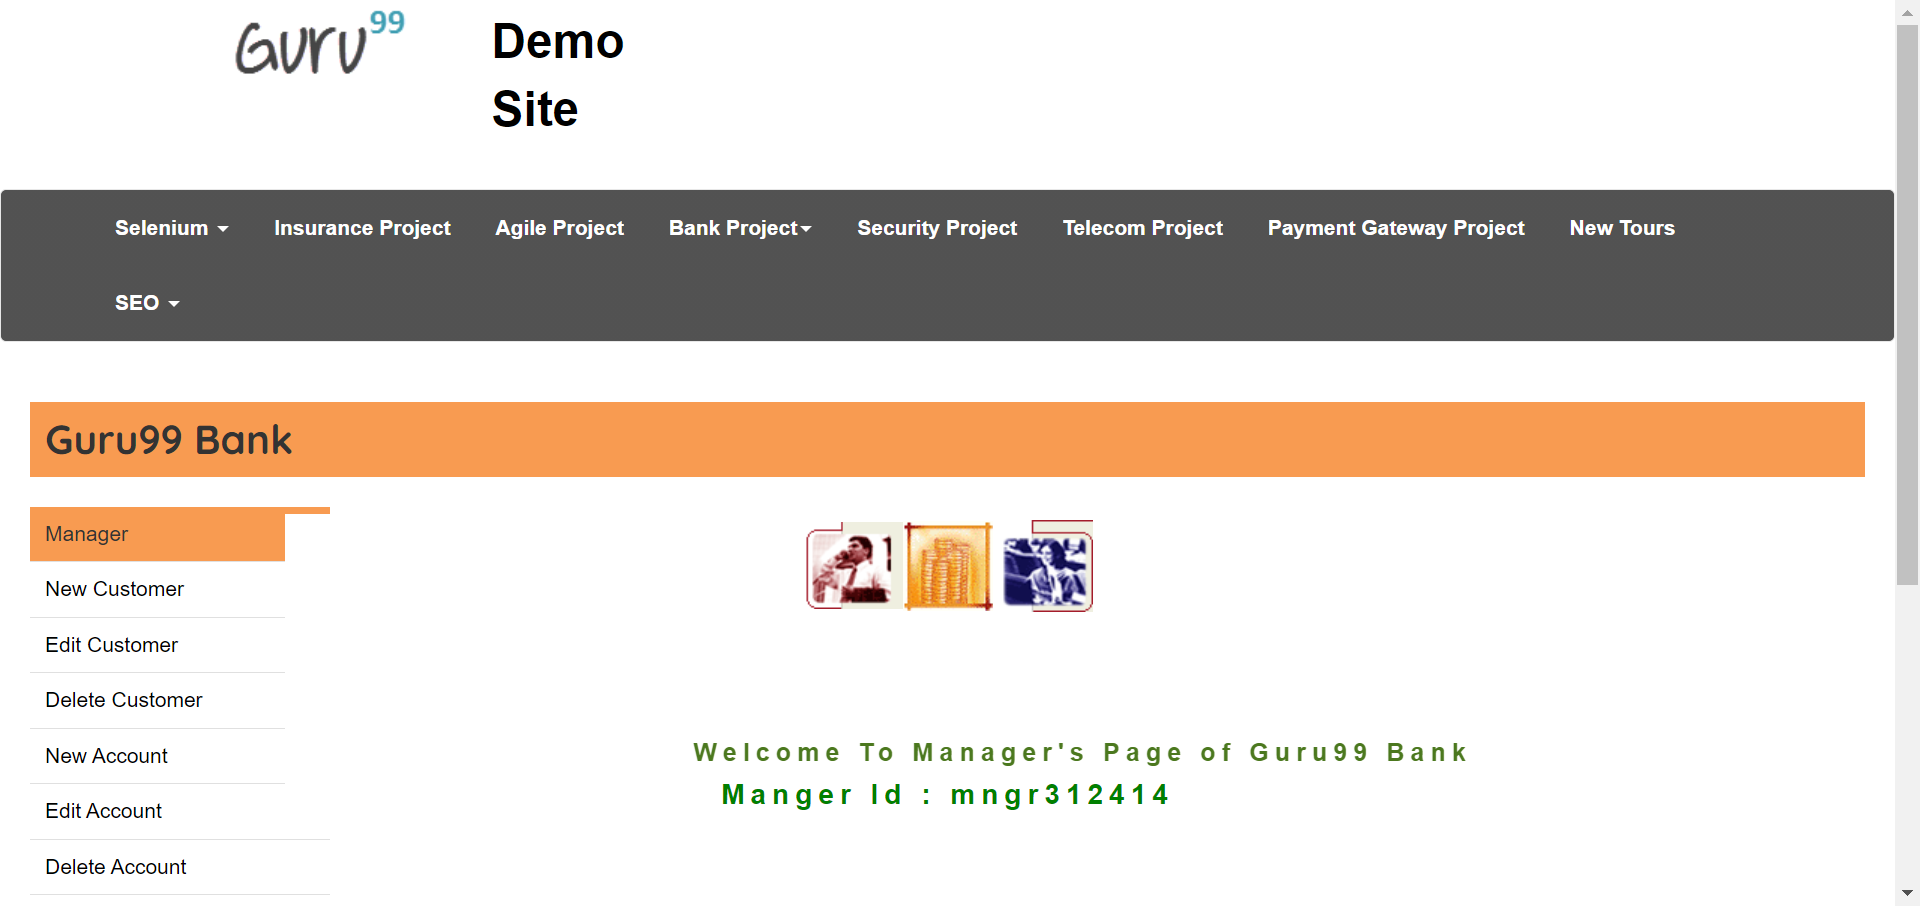 Guru99
Demo
Site
Selenium
Insurance Project
Agile Project
Bank Project
Security Project
Telecom Project
Payment Gateway Project
New Tours
SEO
Guru99 Bank
Manager
New Customer
Edit Customer
Delete Customer
New Account
Edit Account
Delete Account
Welcome To Manager's Page of Guru99 Bank
Manger Id : mngr312414